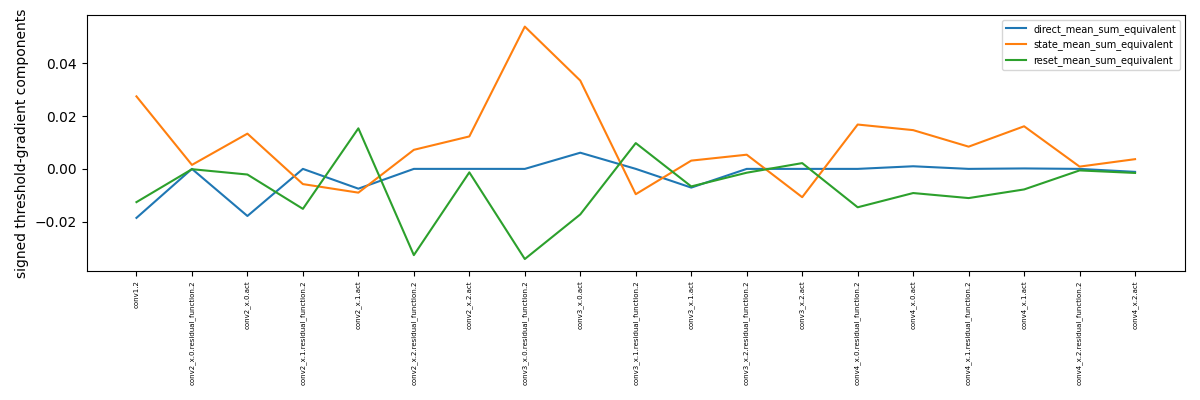 signed threshold-gradient components
0.04
0.02
0.00
−0.02
direct_mean_sum_equivalent
state_mean_sum_equivalent
reset_mean_sum_equivalent
conv1.2
conv2_x.0.residual_function.2
conv2_x.0.act
conv2_x.1.residual_function.2
conv2_x.1.act
conv2_x.2.residual_function.2
conv2_x.2.act
conv3_x.0.residual_function.2
conv3_x.0.act
conv3_x.1.residual_function.2
conv3_x.1.act
conv3_x.2.residual_function.2
conv3_x.2.act
conv4_x.0.residual_function.2
conv4_x.0.act
conv4_x.1.residual_function.2
conv4_x.1.act
conv4_x.2.residual_function.2
conv4_x.2.act